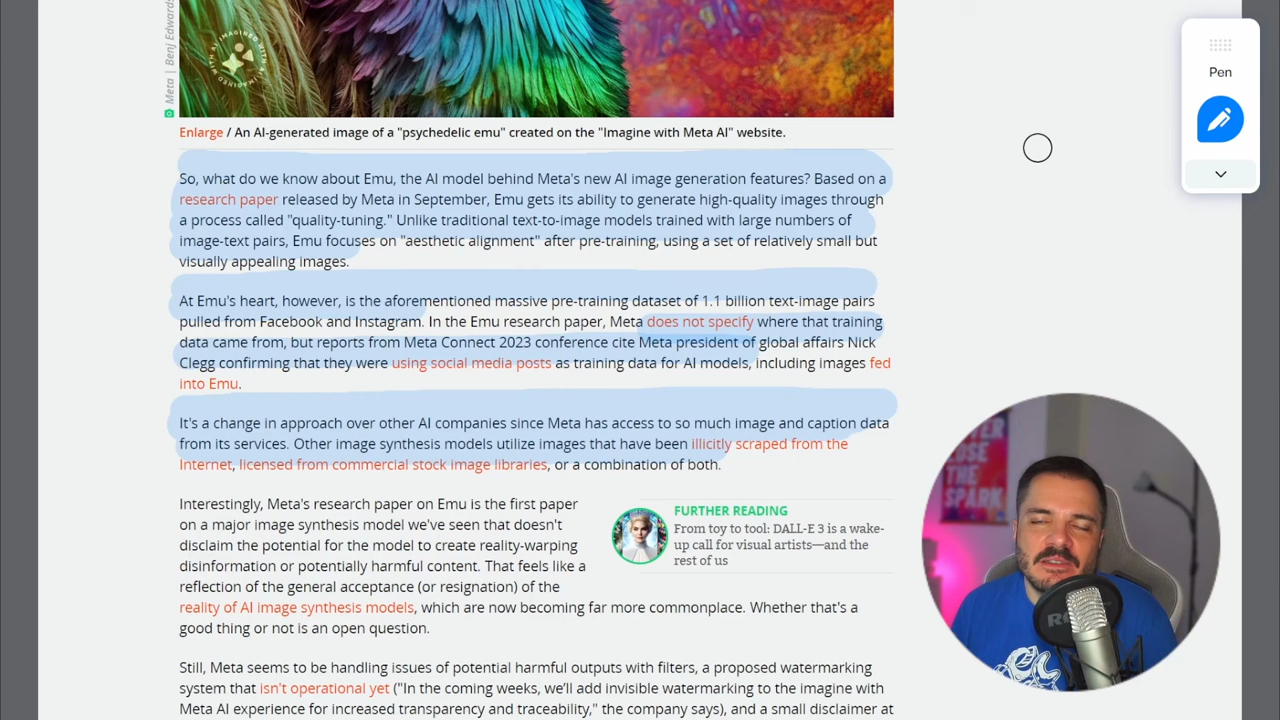 Meta | Benj Edwards
IMAGINED WITH AI
Enlarge / An AI-generated image of a "psychedelic emu" created on the "Imagine with Meta AI" website.
So, what do we know about Emu, the AI model behind Meta's new AI image generation features? Based on a
research paper released by Meta in September, Emu gets its ability to generate high-quality images through
a process called "quality-tuning." Unlike traditional text-to-image models trained with large numbers of
image-text pairs, Emu focuses on "aesthetic alignment" after pre-training, using a set of relatively small but
visually appealing images.
At Emu's heart, however, is the aforementioned massive pre-training dataset of 1.1 billion text-image pairs
pulled from Facebook and Instagram. In the Emu research paper, Meta does not specify where that training
data came from, but reports from Meta Connect 2023 conference cite Meta president of global affairs Nick
Clegg confirming that they were using social media posts as training data for AI models, including images fed
into Emu.
It's a change in approach over other AI companies since Meta has access to so much image and caption data
from its services. Other image synthesis models utilize images that have been illicitly scraped from the
Internet, licensed from commercial stock image libraries, or a combination of both.
Interestingly, Meta's research paper on Emu is the first paper
on a major image synthesis model we've seen that doesn't
disclaim the potential for the model to create reality-warping
disinformation or potentially harmful content. That feels like a
reflection of the general acceptance (or resignation) of the
reality of AI image synthesis models, which are now becoming far more commonplace. Whether that's a
good thing or not is an open question.
FURTHER READING
From toy to tool: DALL-E 3 is a wake-
up call for visual artists—and the
rest of us
Still, Meta seems to be handling issues of potential harmful outputs with filters, a proposed watermarking
system that isn't operational yet ("In the coming weeks, we'll add invisible watermarking to the imagine with
Meta AI experience for increased transparency and traceability," the company says), and a small disclaimer at
Pen
LOSE
THE
SPARK